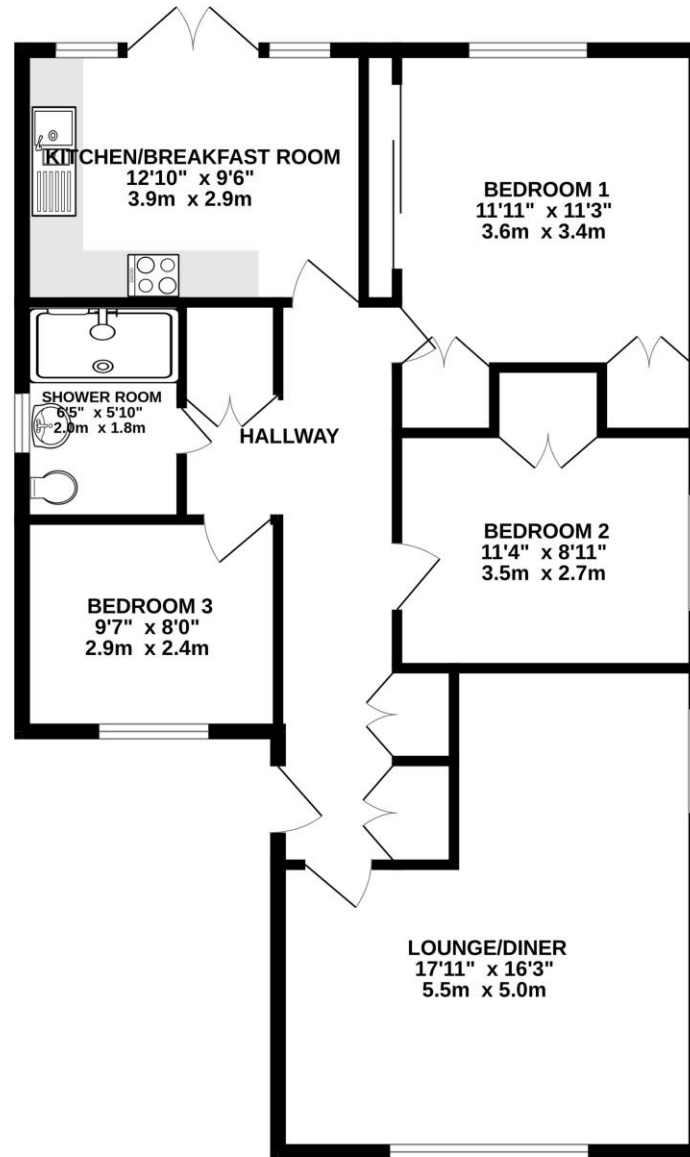 KITCHEN/BREAKFAST ROOM
12'10" x 9'6"
3.9m x 2.9m
BEDROOM 1
11'11" x 11'3"
3.6m x 3.4m
SHOWER ROOM
6'5" x 5'10"
2.0m x 1.8m
HALLWAY
BEDROOM 2
11'4" x 8'11"
3.5m x 2.7m
BEDROOM 3
9'7" x 8'0"
2.9m x 2.4m
LOUNGE/DINER
17'11" x 16'3"
5.5m x 5.0m